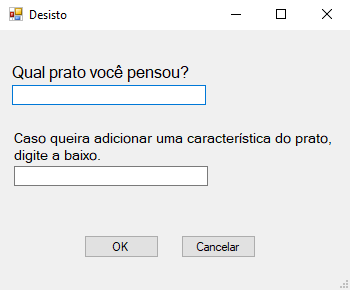 Desisto
Qual prato você pensou?
Caso queira adicionar uma característica do prato,
digite a baixo.
OK
Cancelar